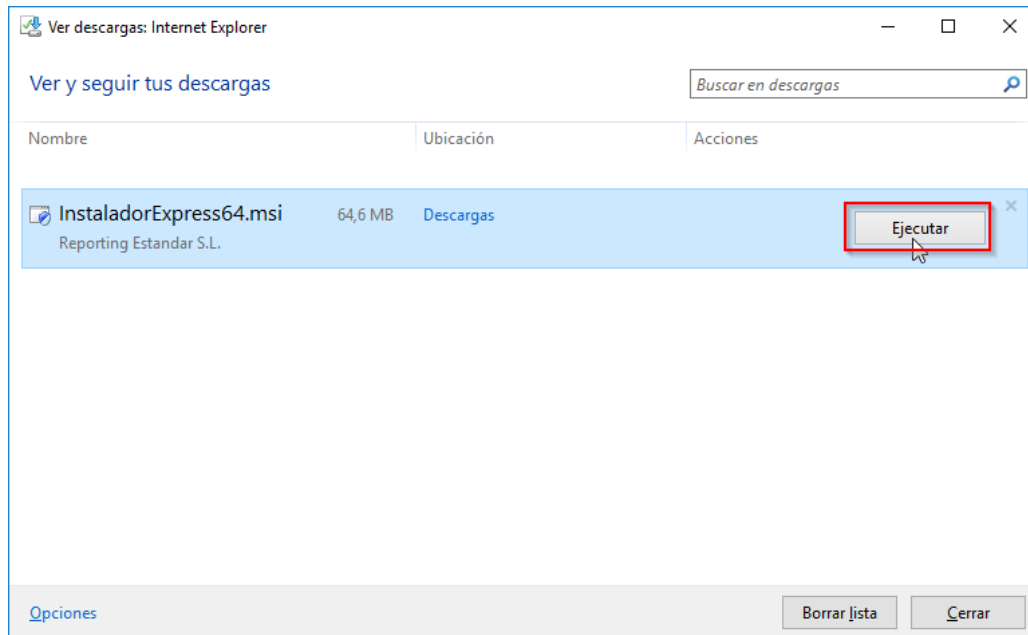 Ver descargas: Internet Explorer
Ver y seguir tus descargas
Buscar en descargas
Nombre Ubicación Acciones
InstaladorExpress64.msi 64,6 MB Descargas Ejecutar
Reporting Estandar S.L.
Opciones Borrar lista Cerrar